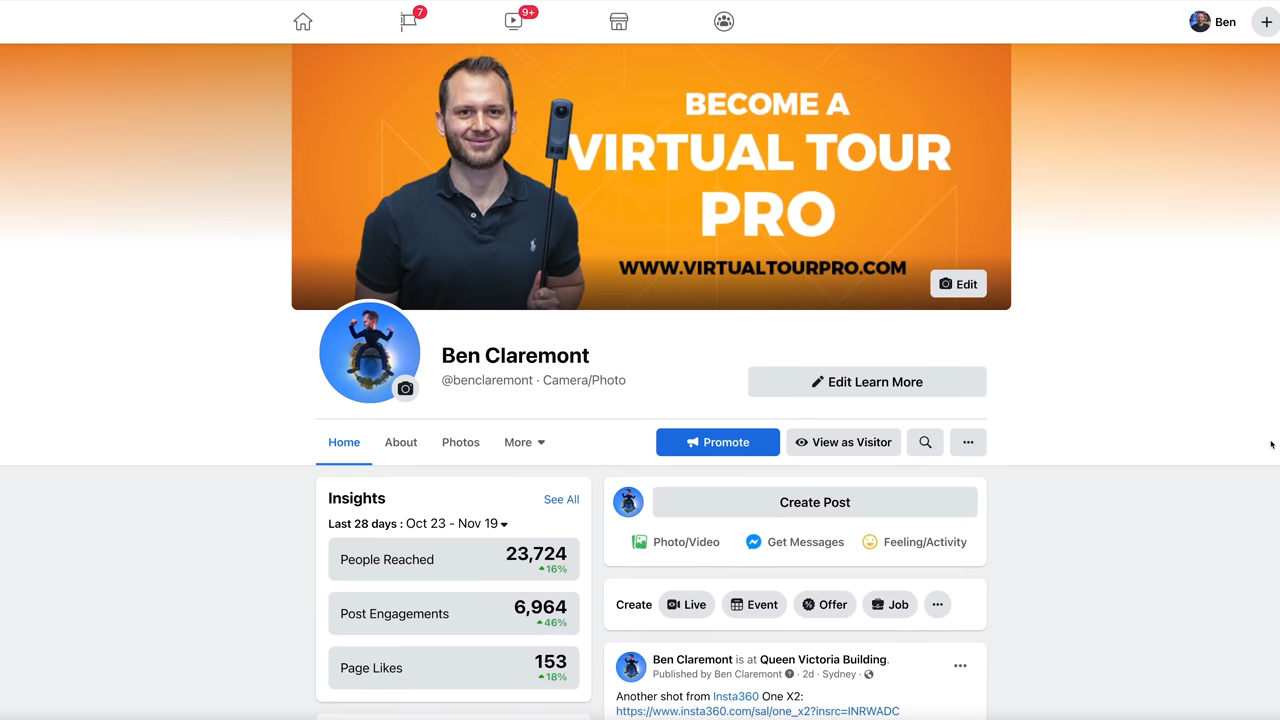 7
9+
Ben
BECOME A
VIRTUAL TOUR
PRO
WWW.VIRTUALTOURPRO.COM
Edit
Ben Claremont
@benclaremont · Camera/Photo
Edit Learn More
Home
About
Photos
More
Promote
View as Visitor
Insights
See All
Last 28 days : Oct 23 - Nov 19
People Reached
23,724
16%
Post Engagements
6,964
46%
Page Likes
153
18%
Create Post
Photo/Video
Get Messages
Feeling/Activity
Create
Live
Event
Offer
Job
Ben Claremont is at Queen Victoria Building.
Published by Ben Claremont · 2d · Sydney ·
Another shot from Insta360 One X2:
https://www.insta360.com/sal/one_x2?insrc=INRWADC